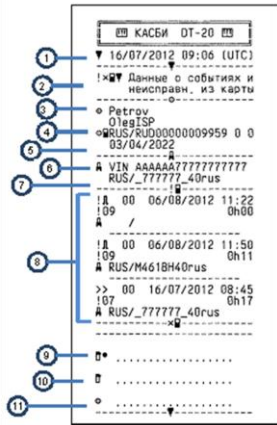 КАСБИ DT-20
1 ▼ 16/07/2012 09:06 (UTC)
2 !×▼ Данные о событиях и
неисправн. из карты
3 o Petrov
OlegISP
4 o RUS/RUD00000009959 0 0
5 03/04/2022
6 A VIN AAAAAA77777777777
RUS/_777777_40rus
7 !
8 ! 00 06/08/2012 11:22
!09 0h00
A /
! 00 06/08/2012 11:50
!09 0h11
A RUS/M461BH40rus
>> 00 16/07/2012 08:45
!07 0h17
A RUS/_777777_40rus
9 ..................
10 ..................
11 o ..................